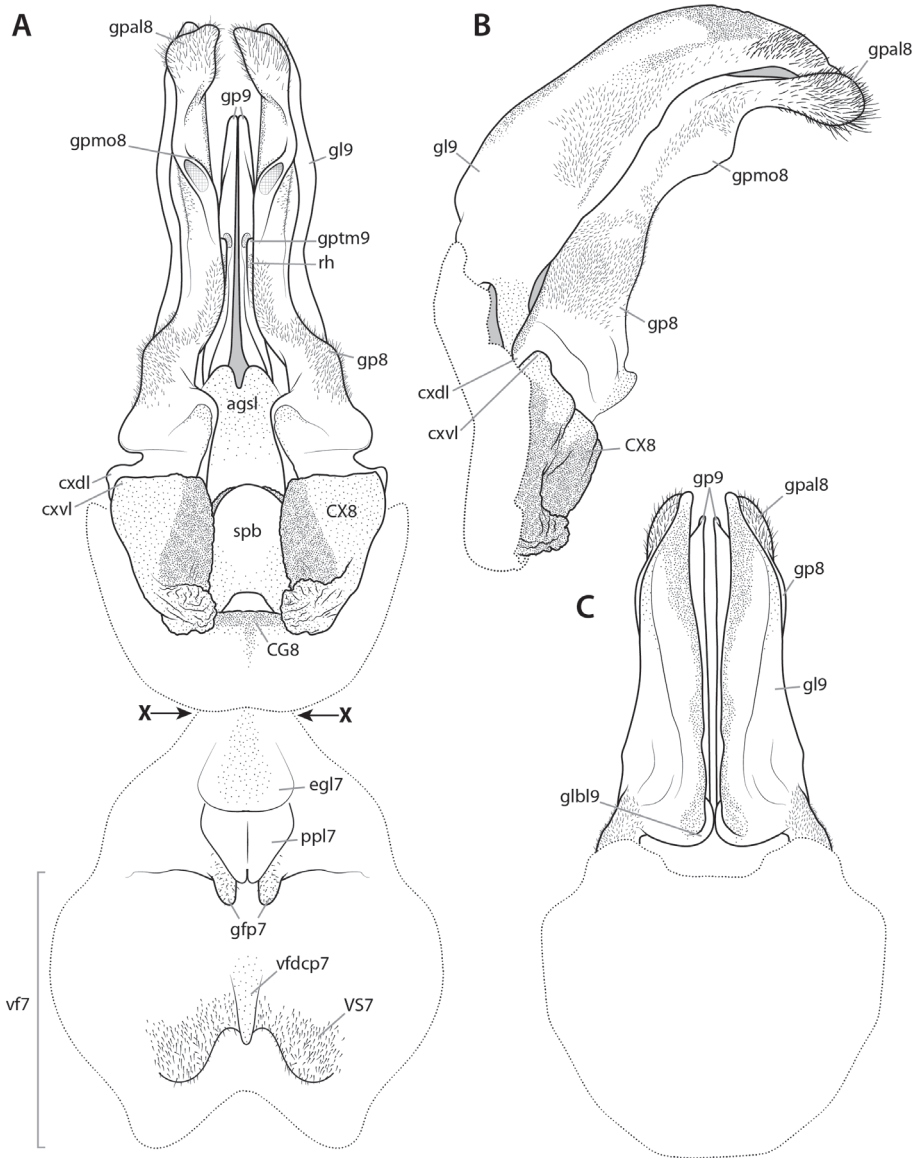 A
gpal8
gp9
gpmo8
gl9
gptm9
rh
gp8
agsl
cxdl
cxvl
CX8
spb
CG8
X X
egl7
ppl7
gfp7
vf7
vfdcp7
VS7
B
gpal8
gl9
gpmo8
gp8
cxdl
cxvl
CX8
C
gp9
gpal8
gp8
gl9
glbl9